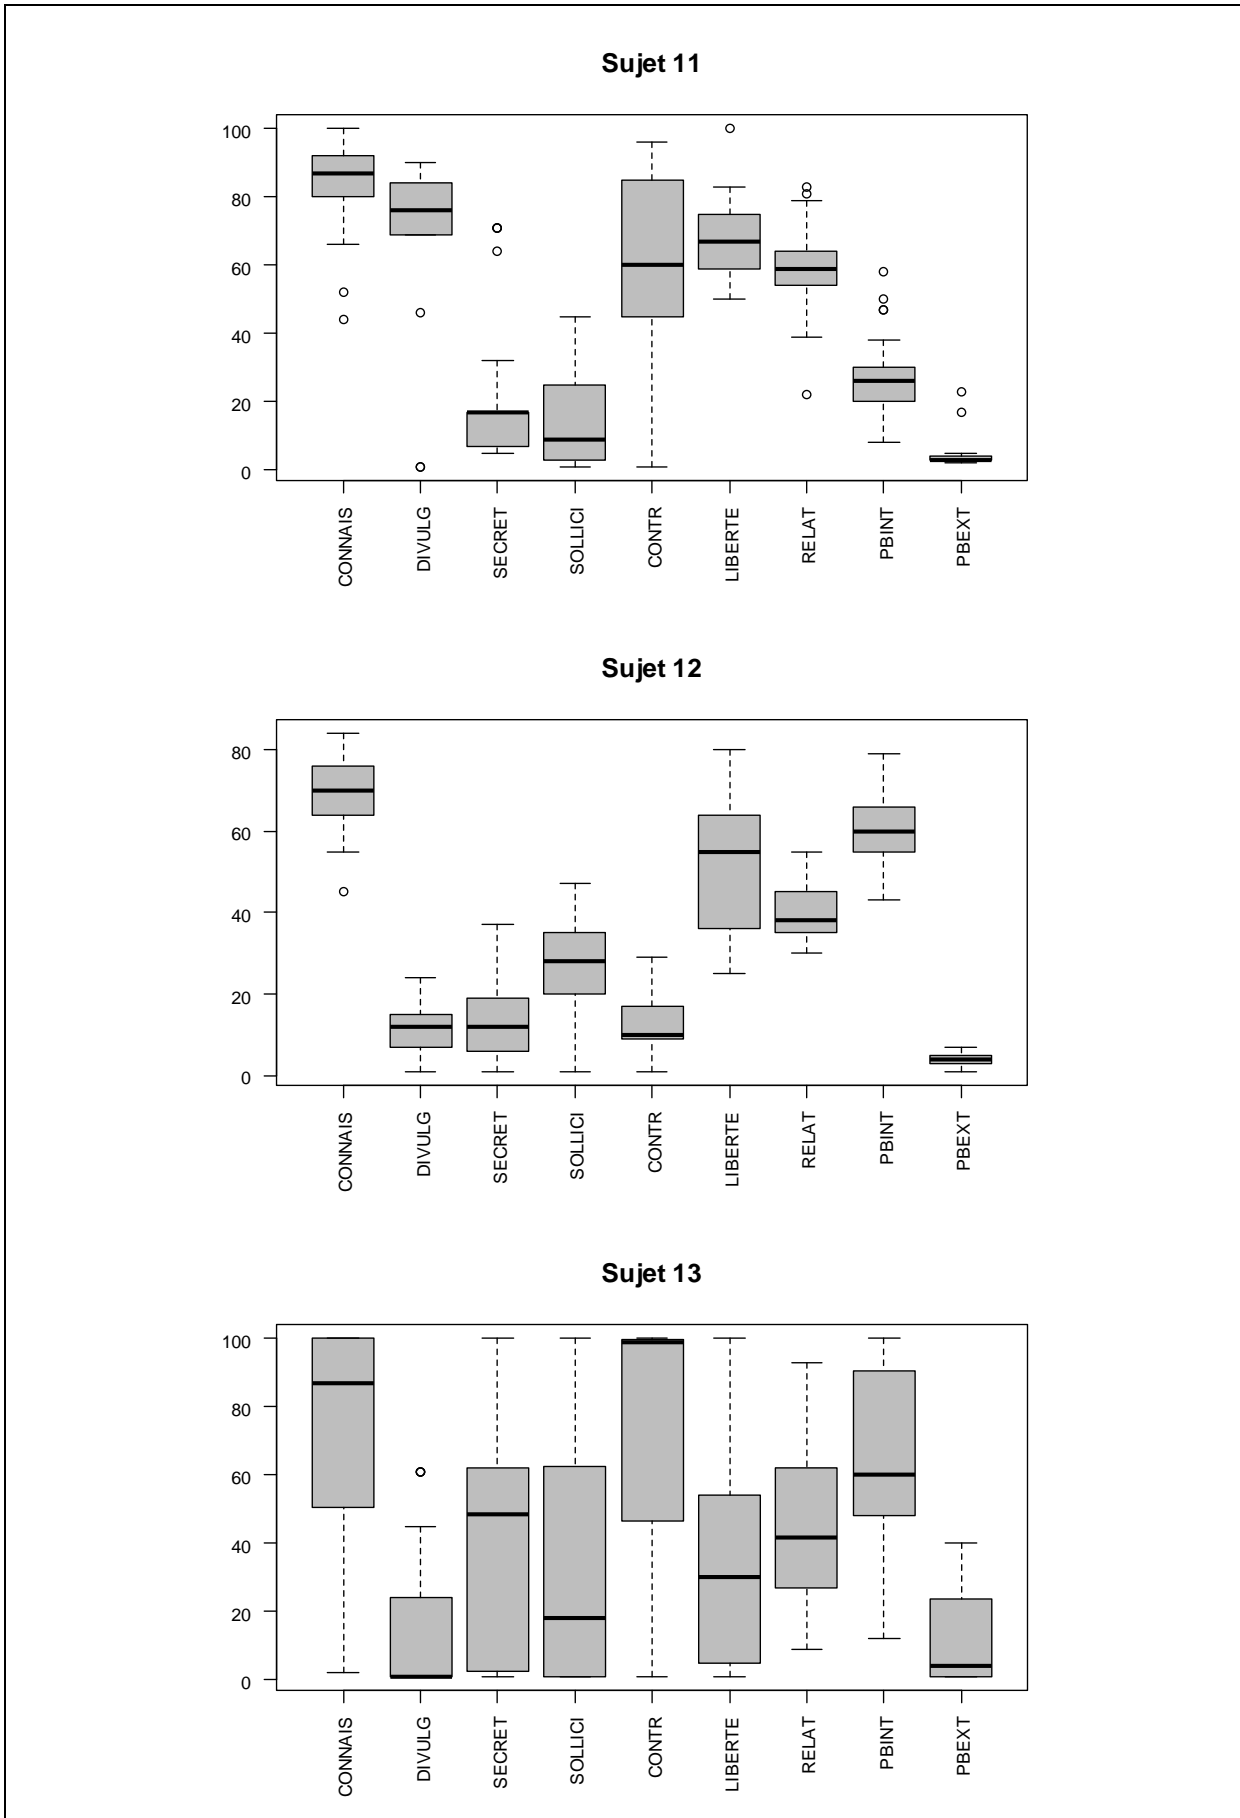 Sujet 11
100
80
60
40
20
0
CONNAIS
DIVULG
SECRET
SOLLICI
CONTR
LIBERTE
RELAT
PBINT
PBEXT
Sujet 12
80
60
40
20
0
CONNAIS
DIVULG
SECRET
SOLLICI
CONTR
LIBERTE
RELAT
PBINT
PBEXT
Sujet 13
100
80
60
40
20
0
CONNAIS
DIVULG
SECRET
SOLLICI
CONTR
LIBERTE
RELAT
PBINT
PBEXT